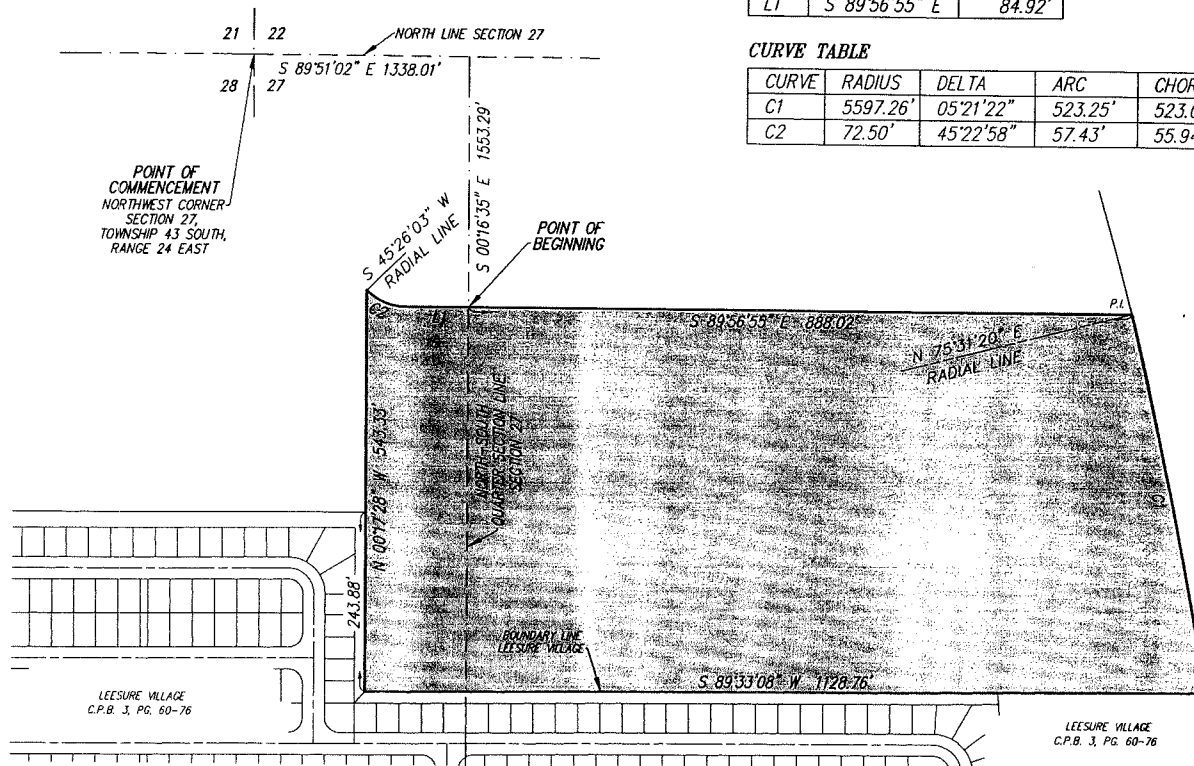 L1 S 89°56'55" E 84.92'
CURVE TABLE
CURVE RADIUS DELTA ARC
C1 5597.26' 05°21'22" 523.25'
C2 72.50' 45°22'58" 57.43'
21 22
NORTH LINE SECTION 27
S 89°51'02" E 1338.01'
28 27
POINT OF
COMMENCEMENT
NORTHWEST CORNER
SECTION 27,
TOWNSHIP 43 SOUTH,
RANGE 24 EAST
S 00°16'35" E 1553.29'
S 45°26'03" W
RADIAL LINE
POINT OF
BEGINNING
P.I.
C2
L1
S 89°56'55" E 888.02'
N 75°31'20" E
RADIAL LINE
N 00°17'28" W 549.33'
NORTH-SOUTH
QUARTER SECTION LINE
SECTION 27
C1
243.88'
BOUNDARY LINE
LEESURE VILLAGE
S 89°33'08" W 1128.76'
LEESURE VILLAGE
C.P.B. 3, PG. 60-76
LEESURE VILLAGE
C.P.B. 3, PG. 60-76